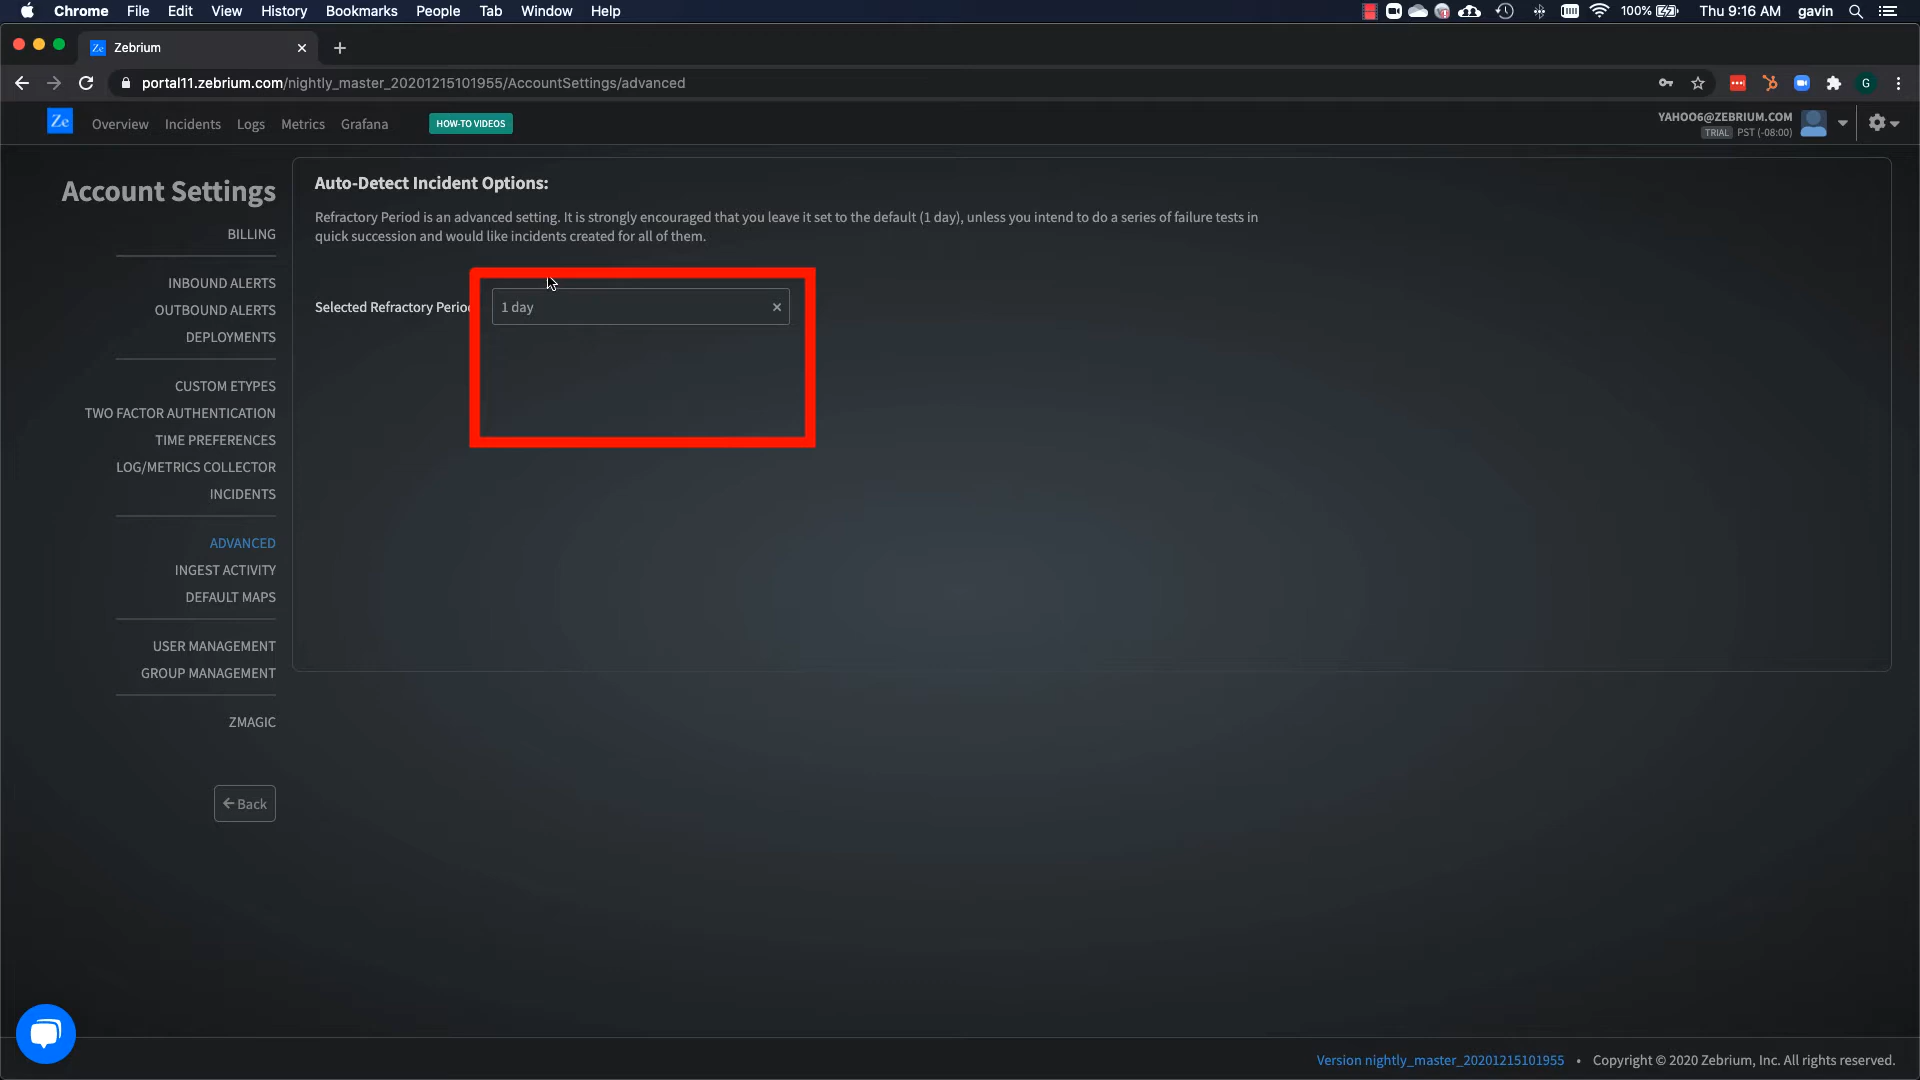 Chrome File Edit View History Bookmarks People Tab Window Help 100% Thu 9:16 AM gavin
Ze Zebrium
portal11.zebrium.com/nightly_master_20201215101955/AccountSettings/advanced G
Ze Overview Incidents Logs Metrics Grafana HOW-TO VIDEOS
YAHOO6@ZEBRIUM.COM
TRIAL PST (-08:00)
Account Settings
BILLING
INBOUND ALERTS
OUTBOUND ALERTS
DEPLOYMENTS
CUSTOM ETYPES
TWO FACTOR AUTHENTICATION
TIME PREFERENCES
LOG/METRICS COLLECTOR
INCIDENTS
ADVANCED
INGEST ACTIVITY
DEFAULT MAPS
USER MANAGEMENT
GROUP MANAGEMENT
ZMAGIC
Back
Auto-Detect Incident Options:
Refractory Period is an advanced setting. It is strongly encouraged that you leave it set to the default (1 day), unless you intend to do a series of failure tests in
quick succession and would like incidents created for all of them.
Selected Refractory Perio 1 day
Version nightly_master_20201215101955 • Copyright © 2020 Zebrium, Inc. All rights reserved.